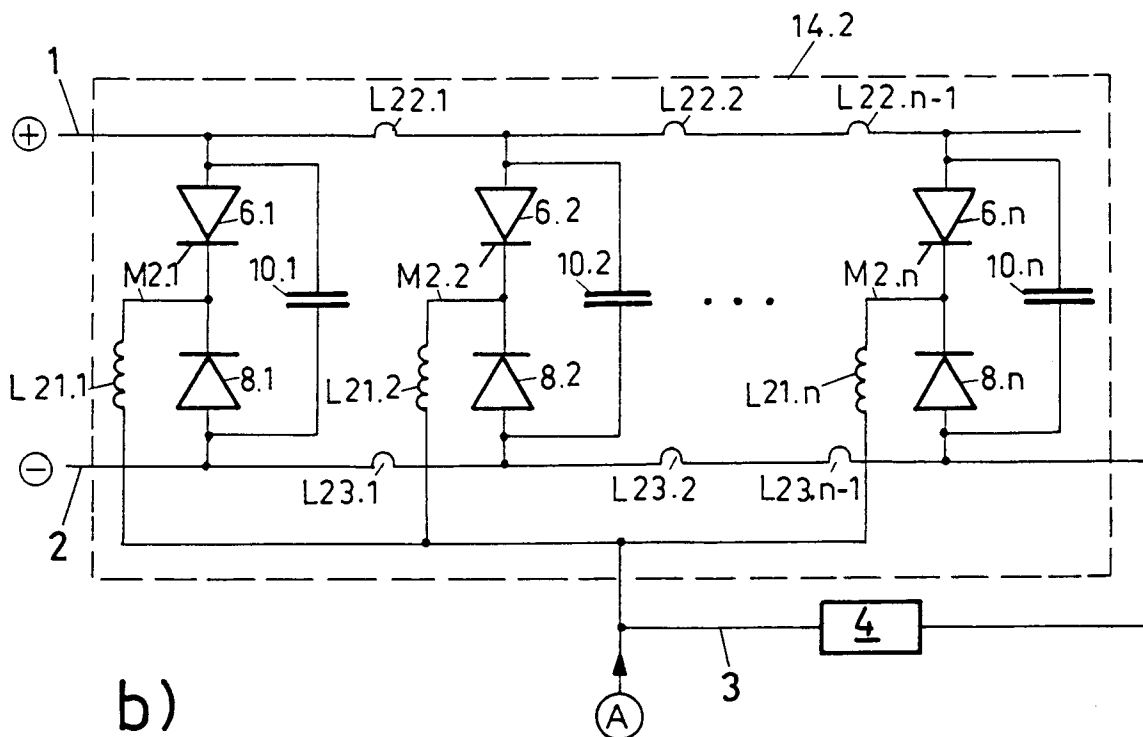 14.2
1
L22.1
L22.2
L22.n-1
+
6.1
6.2
6.n
M2.1
10.1
M2.2
10.2
M2.n
10.n
. . .
L21.1
8.1
L21.2
8.2
L21.n
8.n
−
L23.1
L23.2
L23.n-1
2
4
3
b)
A